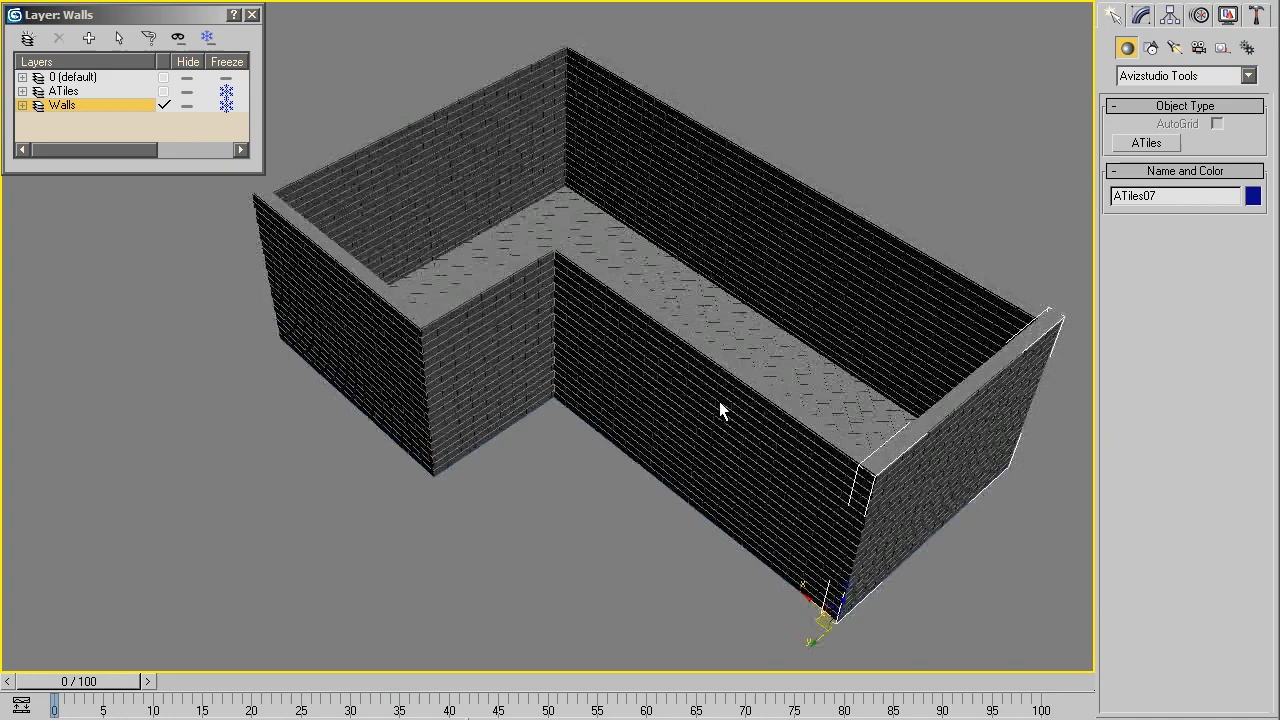 Layer: Walls
?
Layers Hide Freeze
0 (default)
ATiles
Walls
Avizstudio Tools
- Object Type
AutoGrid
ATiles
- Name and Color
ATiles07
x
y
< 0 / 100 >
0 5 10 15 20 25 30 35 40 45 50 55 60 65 70 75 80 85 90 95 100